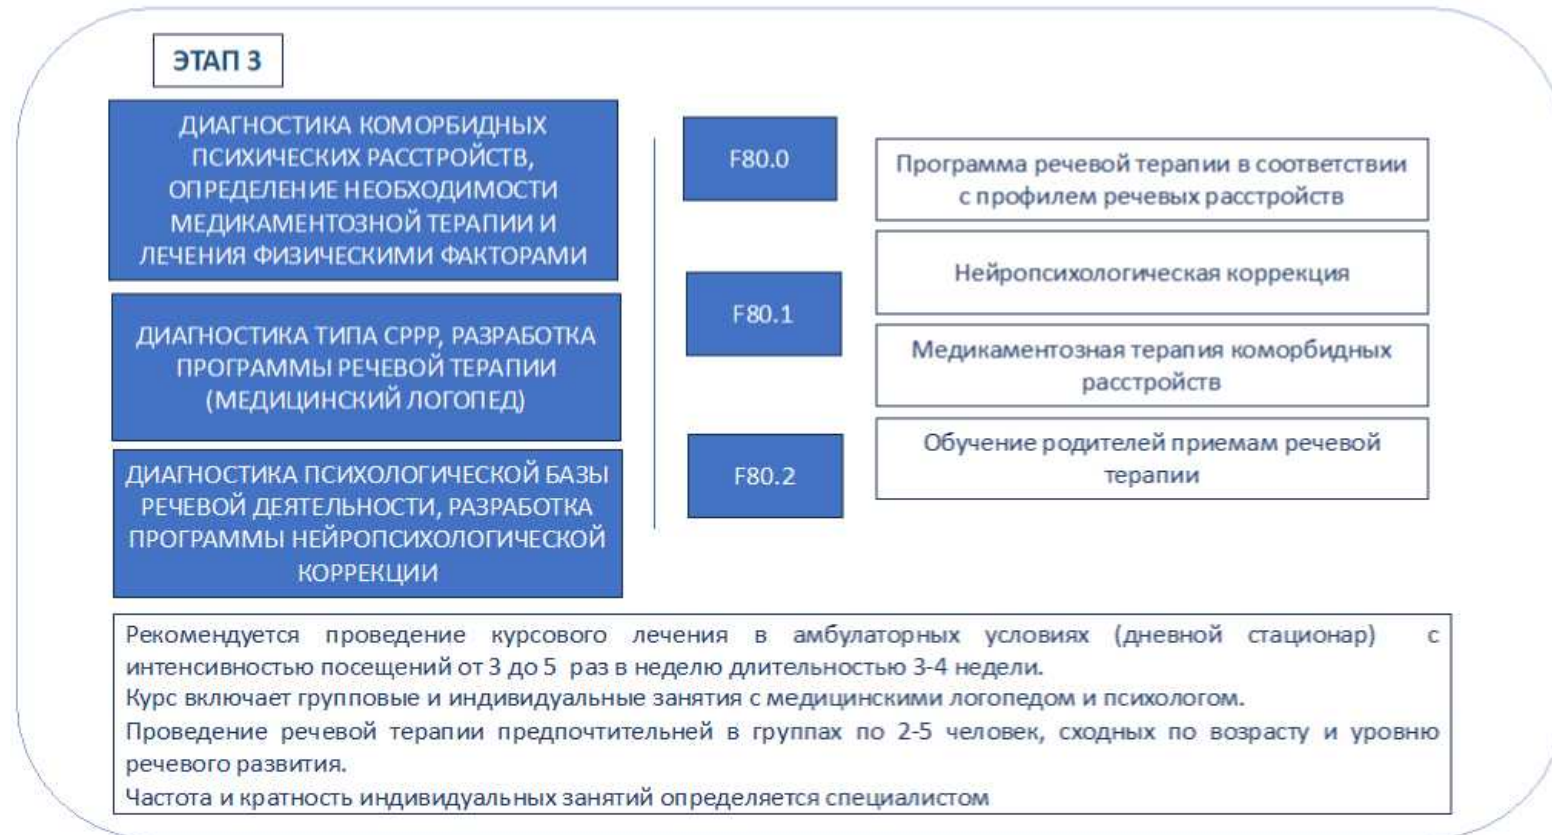 ЭТАП 3
ДИАГНОСТИКА КОМОРБИДНЫХ
ПСИХИЧЕСКИХ РАССТРОЙСТВ,
ОПРЕДЕЛЕНИЕ НЕОБХОДИМОСТИ
МЕДИКАМЕНТОЗНОЙ ТЕРАПИИ И
ЛЕЧЕНИЯ ФИЗИЧЕСКИМИ ФАКТОРАМИ
ДИАГНОСТИКА ТИПА СРРР, РАЗРАБОТКА
ПРОГРАММЫ РЕЧЕВОЙ ТЕРАПИИ
(МЕДИЦИНСКИЙ ЛОГОПЕД)
ДИАГНОСТИКА ПСИХОЛОГИЧЕСКОЙ БАЗЫ
РЕЧЕВОЙ ДЕЯТЕЛЬНОСТИ, РАЗРАБОТКА
ПРОГРАММЫ НЕЙРОПСИХОЛОГИЧЕСКОЙ
КОРРЕКЦИИ
F80.0
F80.1
F80.2
Программа речевой терапии в соответствии
с профилем речевых расстройств
Нейропсихологическая коррекция
Медикаментозная терапия коморбидных
расстройств
Обучение родителей приемам речевой
терапии
Рекомендуется проведение курсового лечения в амбулаторных условиях (дневной стационар) с
интенсивностью посещений от 3 до 5 раз в неделю длительностью 3-4 недели.
Курс включает групповые и индивидуальные занятия с медицинскими логопедом и психологом.
Проведение речевой терапии предпочтительней в группах по 2-5 человек, сходных по возрасту и уровню
речевого развития.
Частота и кратность индивидуальных занятий определяется специалистом